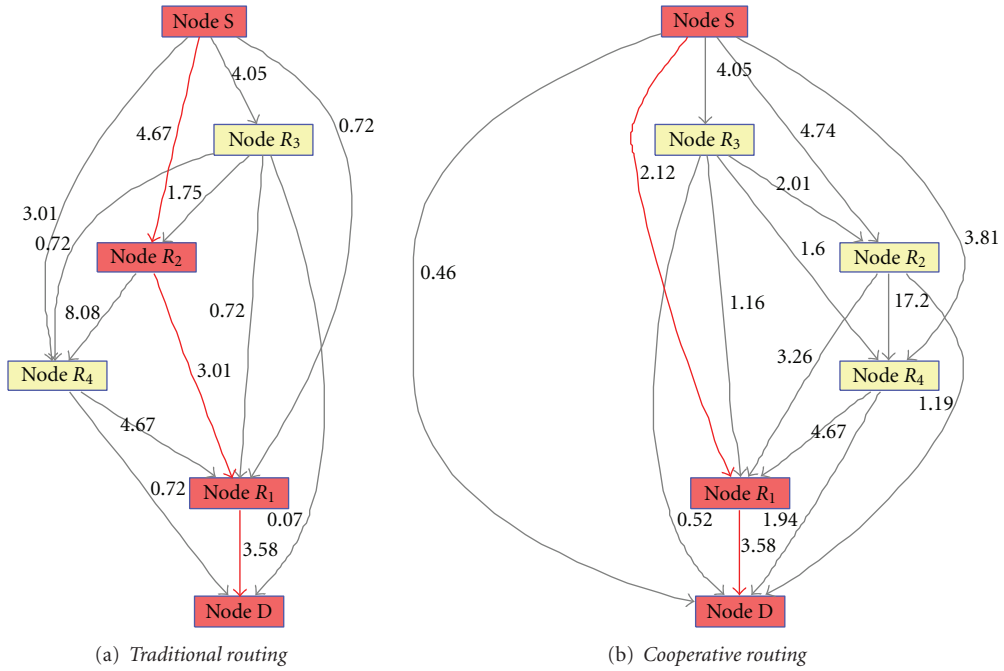 Node S
4.05
4.67
0.72
Node R3
1.75
3.01
0.72
Node R2
8.08
0.72
Node R4
3.01
4.67
0.72
Node R1
0.07
3.58
Node D
(a) Traditional routing
Node S
4.05
4.74
Node R3
2.12
2.01
3.81
1.6
Node R2
0.46
1.16
17.2
3.26
Node R4
1.19
4.67
Node R1
0.52
1.94
3.58
Node D
(b) Cooperative routing